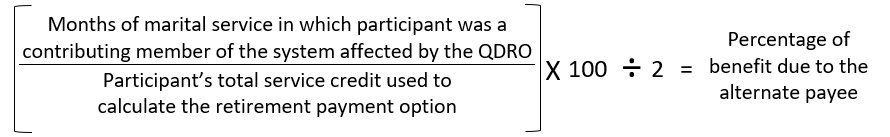 Months of marital service in which participant was a
contributing member of the system affected by the QDRO
Participant's total service credit used to
calculate the retirement payment option
X 100 ÷ 2 =
Percentage of
benefit due to the
alternate payee